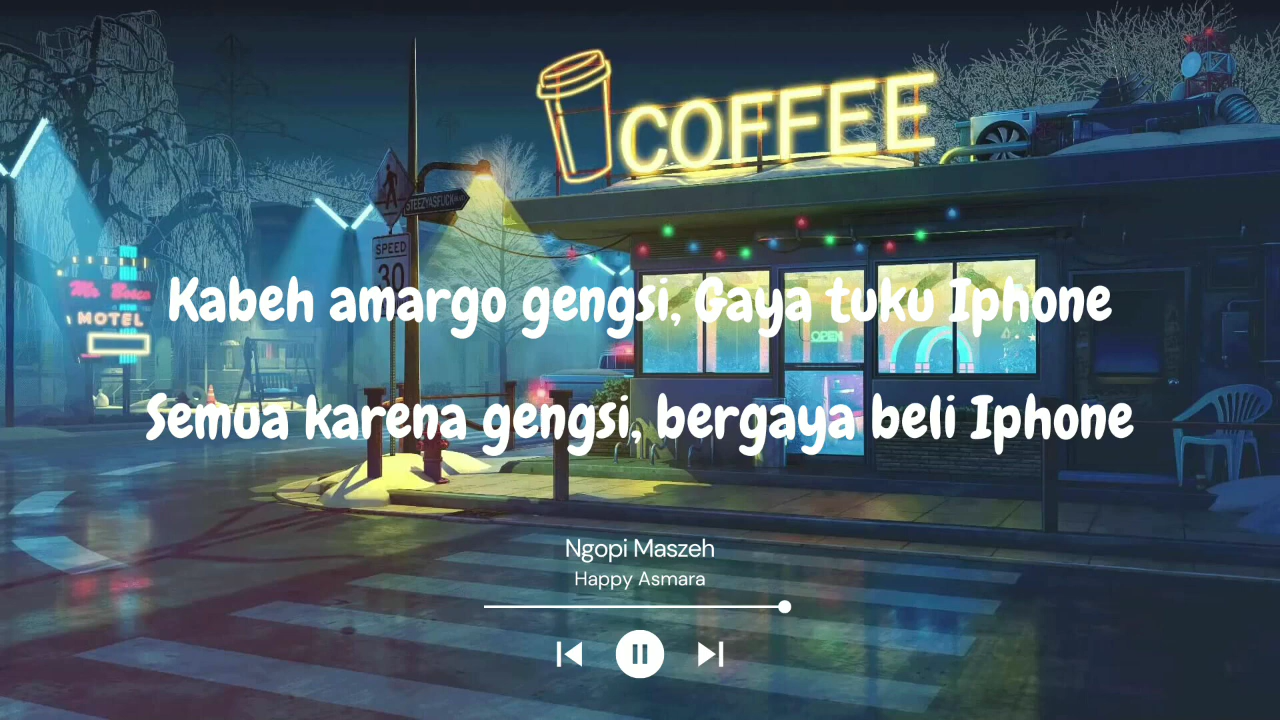 COFFEE
STEEZYASFUCK
SPEED
30
MOTEL
OPEN
Kabeh amargo gengsi, Gaya tuku Iphone
Semua karena gengsi, bergaya beli Iphone
Ngopi Maszeh
Happy Asmara